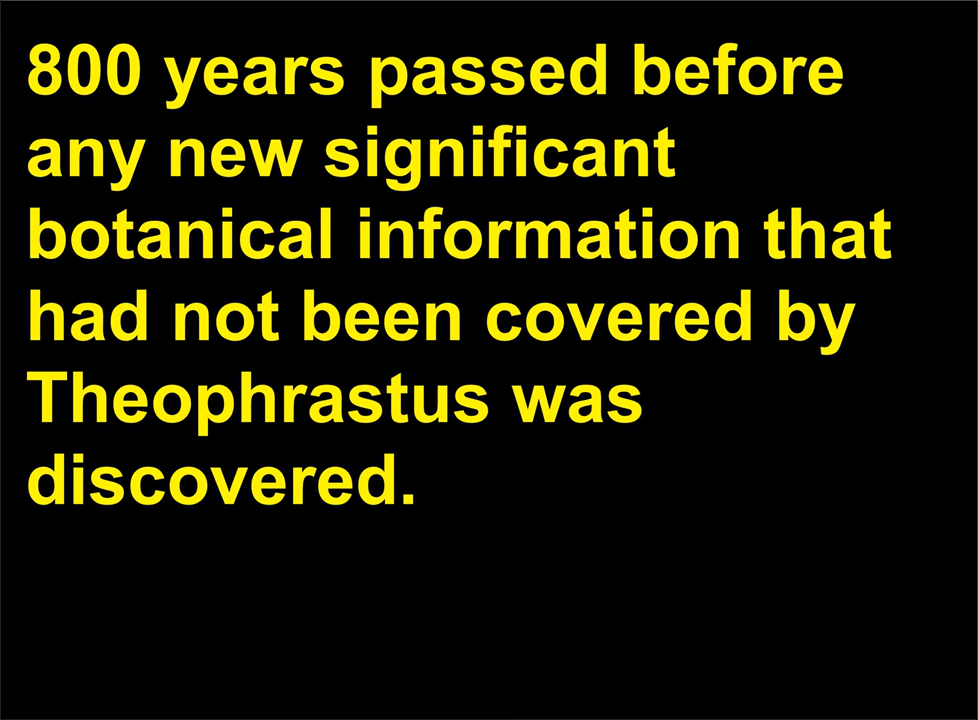 800 years passed before
any new significant
botanical information that
had not been covered by
Theophrastus was
discovered.